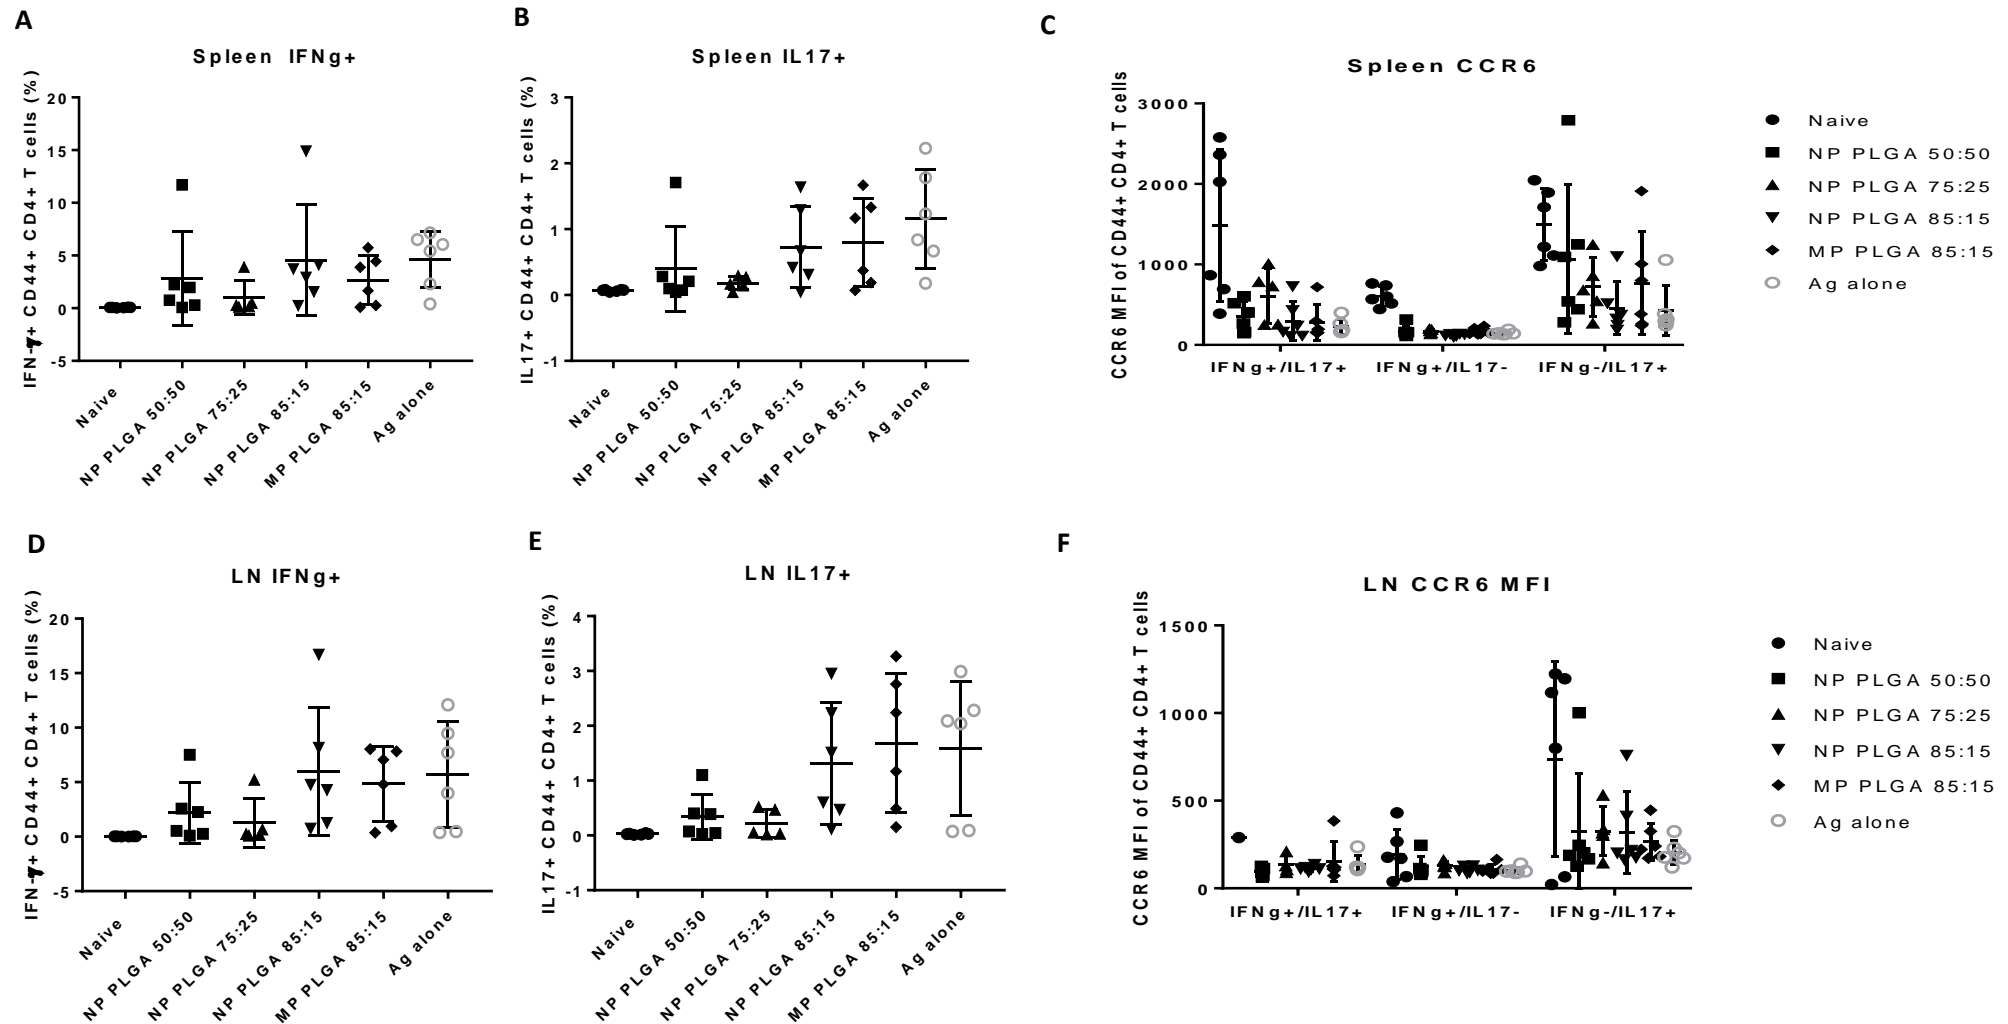 A
Spleen IFNg+
IFN-γ+ CD44+ CD4+ T cells (%)
20
15
10
5
0
-5
Naive
NP PLGA 50:50
NP PLGA 75:25
NP PLGA 85:15
MP PLGA 85:15
Ag alone
B
Spleen IL17+
IL17+ CD44+ CD4+ T cells (%)
3
2
1
0
-1
Naive
NP PLGA 50:50
NP PLGA 75:25
NP PLGA 85:15
MP PLGA 85:15
Ag alone
C
Spleen CCR6
CCR6 MFI of CD44+ CD4+ T cells
3000
2000
1000
0
IFNg+/IL17+
IFNg+/IL17-
IFNg-/IL17+
Naive
NP PLGA 50:50
NP PLGA 75:25
NP PLGA 85:15
MP PLGA 85:15
Ag alone
D
LN IFNg+
IFN-γ+ CD44+ CD4+ T cells (%)
20
15
10
5
0
-5
Naive
NP PLGA 50:50
NP PLGA 75:25
NP PLGA 85:15
MP PLGA 85:15
Ag alone
E
LN IL17+
IL17+ CD44+ CD4+ T cells (%)
4
3
2
1
0
-1
Naive
NP PLGA 50:50
NP PLGA 75:25
NP PLGA 85:15
MP PLGA 85:15
Ag alone
F
LN CCR6 MFI
CCR6 MFI of CD44+ CD4+ T cells
1500
1000
500
0
IFNg+/IL17+
IFNg+/IL17-
IFNg-/IL17+
Naive
NP PLGA 50:50
NP PLGA 75:25
NP PLGA 85:15
MP PLGA 85:15
Ag alone